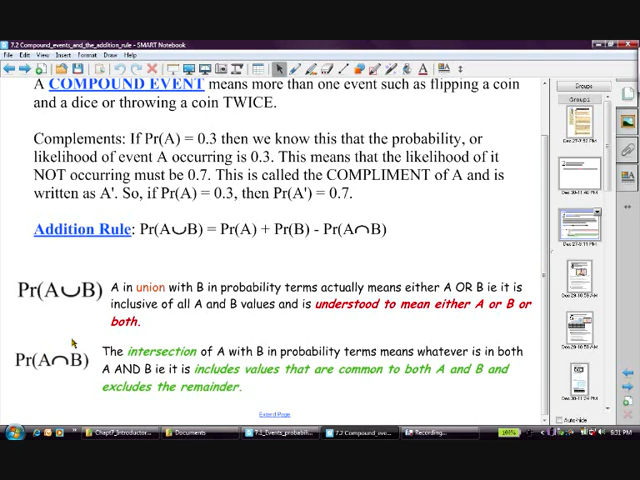 7.2 Compound_events_and_the_addition_rule - SMART Notebook
File Edit View Insert Format Draw Help
A COMPOUND EVENT means more than one event such as flipping a coin
and a dice or throwing a coin TWICE.
Complements: If Pr(A) = 0.3 then we know this that the probability, or
likelihood of event A occurring is 0.3. This means that the likelihood of it
NOT occurring must be 0.7. This is called the COMPLIMENT of A and is
written as A'. So, if Pr(A) = 0.3, then Pr(A') = 0.7.
Addition Rule: Pr(A∪B) = Pr(A) + Pr(B) - Pr(A∩B)
Pr(A∪B) A in union with B in probability terms actually means either A OR B ie it is
inclusive of all A and B values and is understood to mean either A or B or
both.
Pr(A∩B) The intersection of A with B in probability terms means whatever is in both
A AND B ie it is includes values that are common to both A and B and
excludes the remainder.
Extend Page
Groups
Group1
Auto-hide
Chapt7_Introductor... Documents 7.1_Events_probabili... 7.2 Compound_eve... Recording...
100%
9:31 PM